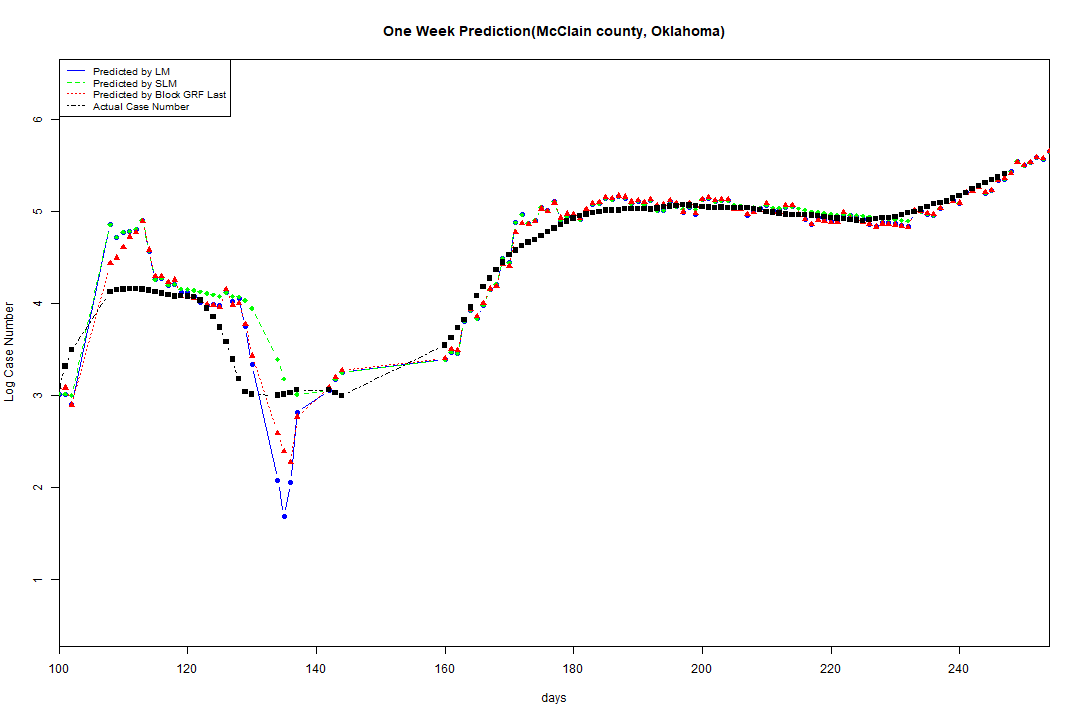 One Week Prediction(McClain county, Oklahoma)
Predicted by LM
Predicted by SLM
Predicted by Block GRF Last
Actual Case Number
Log Case Number
6
5
4
3
2
1
100 120 140 160 180 200 220 240
days